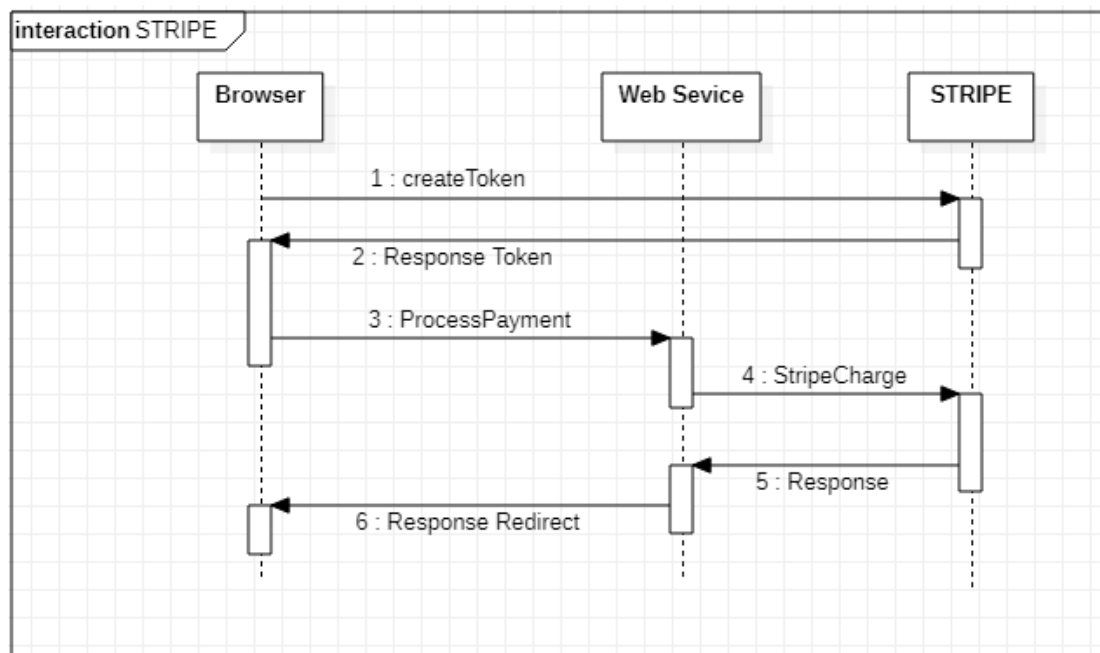 interaction STRIPE
Browser
Web Sevice
STRIPE
1 : createToken
2 : Response Token
3 : ProcessPayment
4 : StripeCharge
5 : Response
6 : Response Redirect